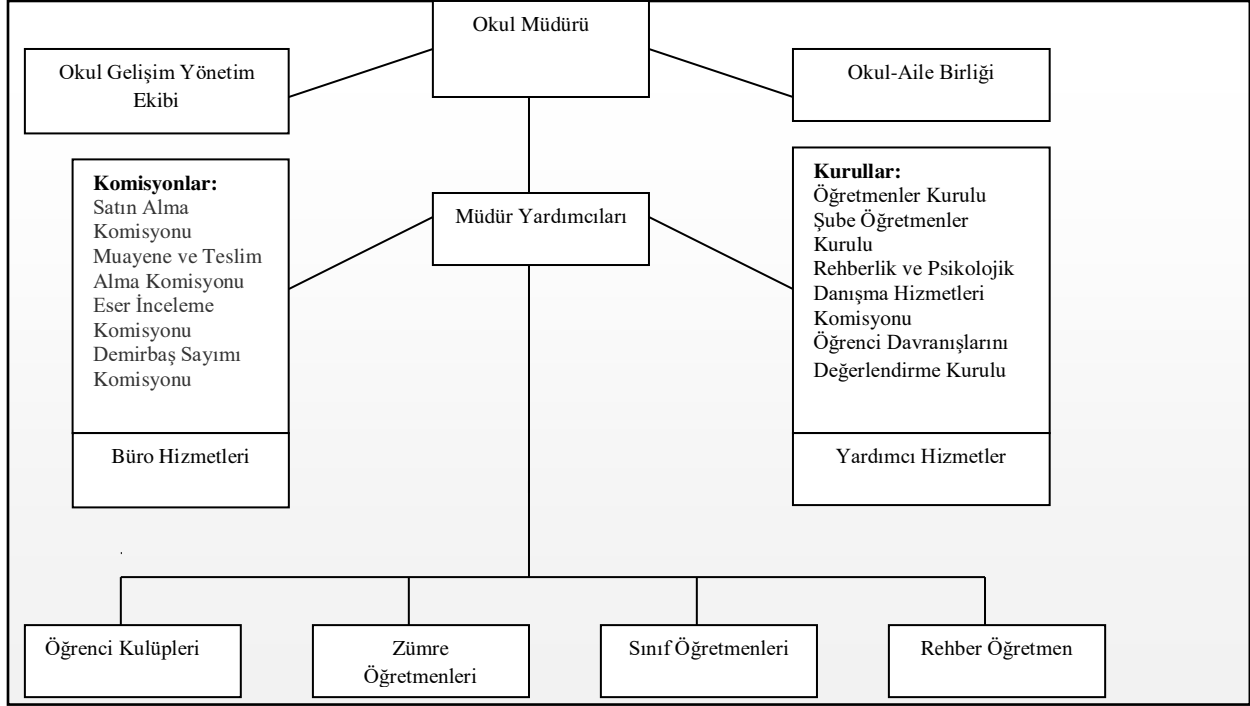 Okul Müdürü
Okul Gelişim Yönetim
Ekibi
Okul-Aile Birliği
Komisyonlar:
Satın Alma
Komisyonu
Muayene ve Teslim
Alma Komisyonu
Eser İnceleme
Komisyonu
Demirbaş Sayımı
Komisyonu
Müdür Yardımcıları
Kurullar:
Öğretmenler Kurulu
Şube Öğretmenler
Kurulu
Rehberlik ve Psikolojik
Danışma Hizmetleri
Komisyonu
Öğrenci Davranışlarını
Değerlendirme Kurulu
Büro Hizmetleri
Yardımcı Hizmetler
.
Öğrenci Kulüpleri
Zümre
Öğretmenleri
Sınıf Öğretmenleri
Rehber Öğretmen